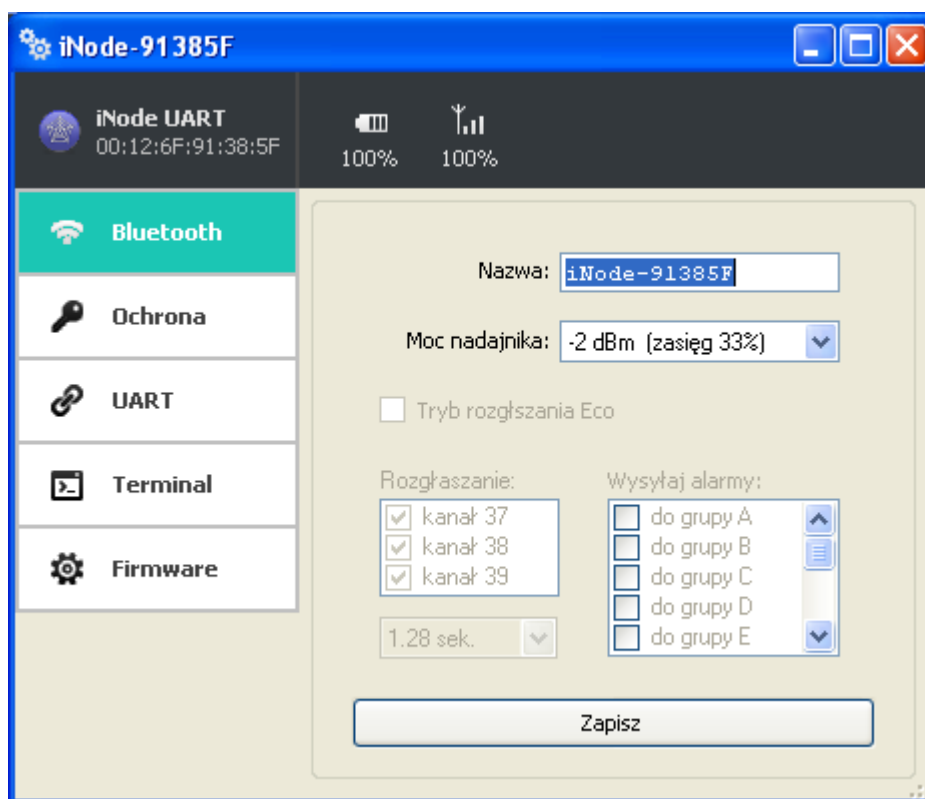 iNode-91385F
iNode UART
00:12:6F:91:38:5F
100%
100%
Bluetooth
Ochrona
UART
Terminal
Firmware
Nazwa: iNode-91385F
Moc nadajnika: -2 dBm (zasięg 33%)
Tryb rozgłszania Eco
Rozgłaszanie:
kanał 37
kanał 38
kanał 39
1.28 sek.
Wysyłaj alarmy:
do grupy A
do grupy B
do grupy C
do grupy D
do grupy E
Zapisz